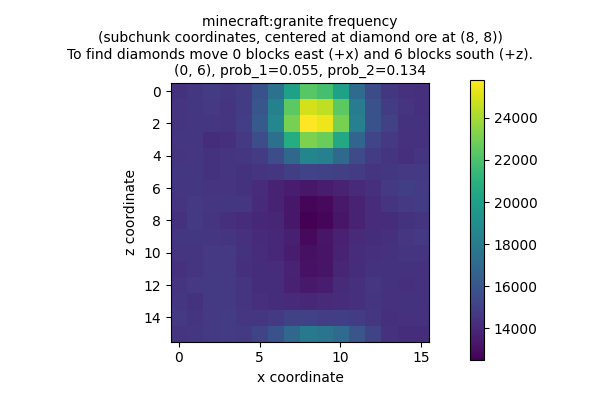 minecraft:granite frequency
(subchunk coordinates, centered at diamond ore at (8, 8))
To find diamonds move 0 blocks east (+x) and 6 blocks south (+z).
(0, 6), prob_1=0.055, prob_2=0.134
0
2
4
6
8
10
12
14
z coordinate
0 5 10 15
x coordinate
24000
22000
20000
18000
16000
14000